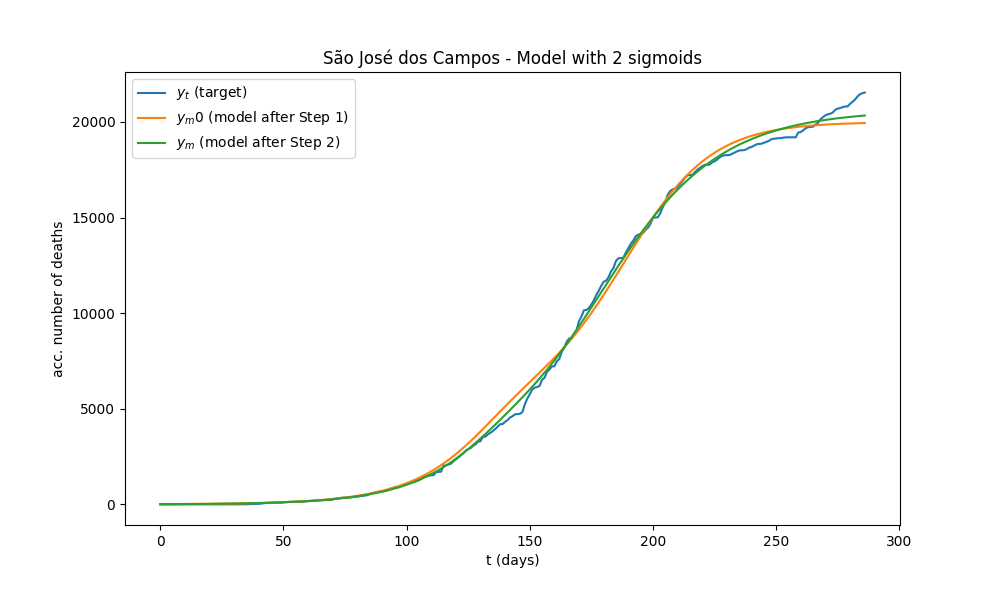 São José dos Campos - Model with 2 sigmoids
y_t (target)
y_m0 (model after Step 1)
y_m (model after Step 2)
20000
15000
10000
5000
0
acc. number of deaths
0 50 100 150 200 250 300
t (days)